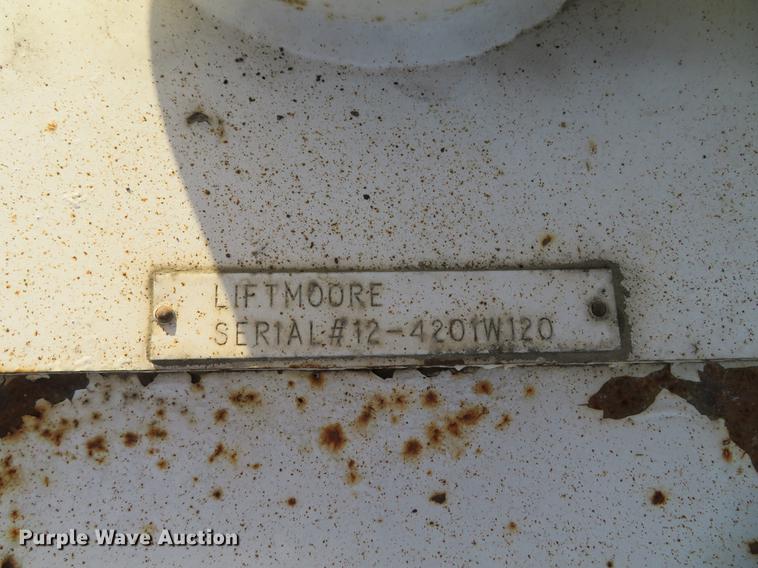 LIFTMOORE
SERIAL#12-4201W120
Purple Wave Auction